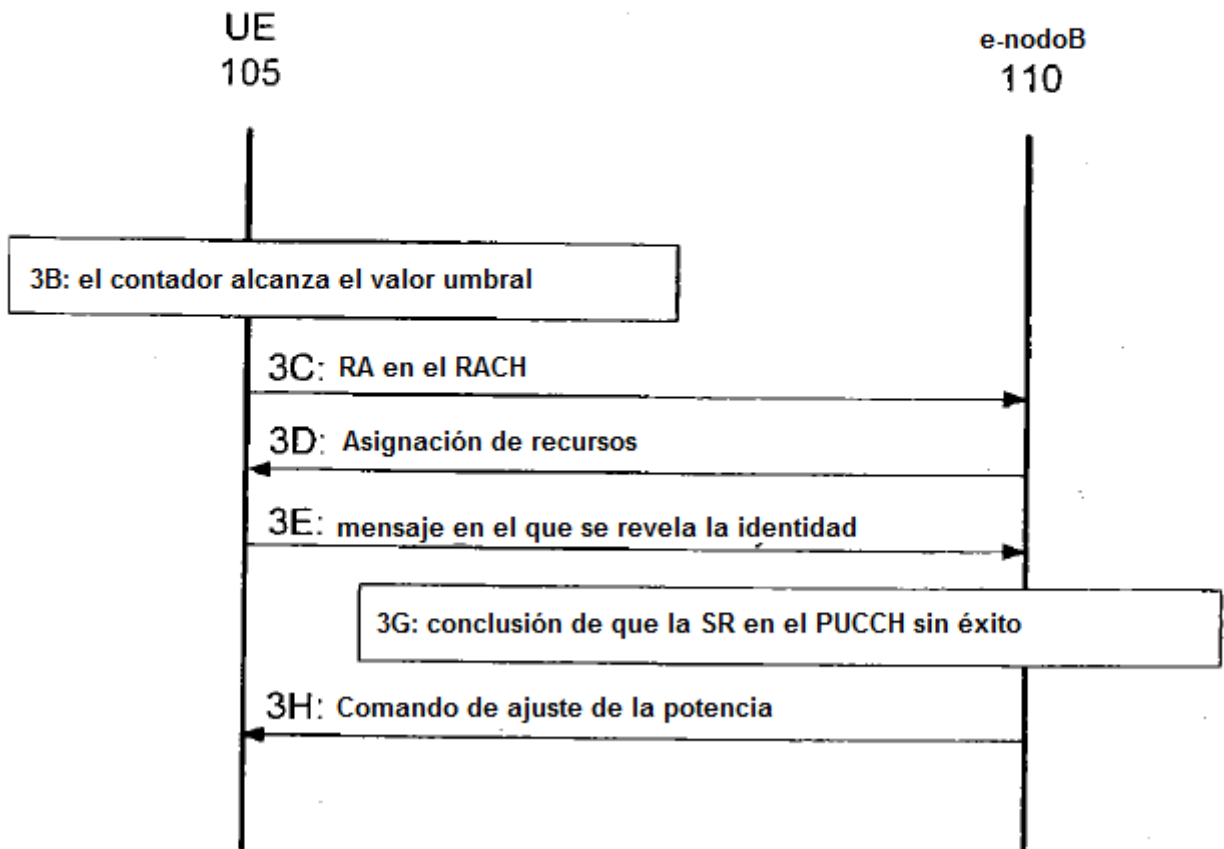 UE
105
e-nodoB
110
3B: el contador alcanza el valor umbral
3C: RA en el RACH
3D: Asignación de recursos
3E: mensaje en el que se revela la identidad
3G: conclusión de que la SR en el PUCCH sin éxito
3H: Comando de ajuste de la potencia